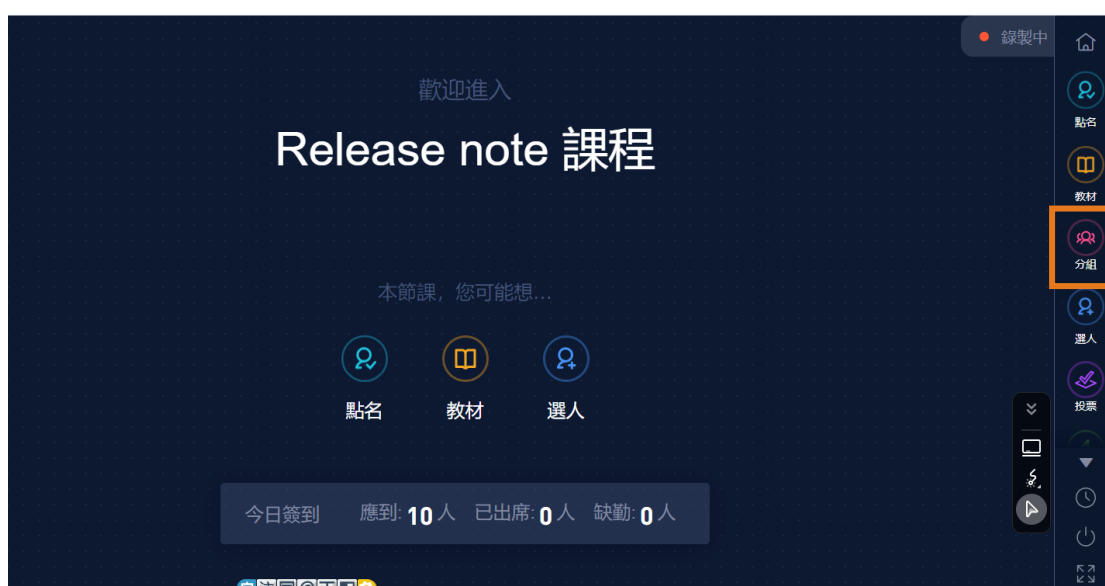 錄製中
歡迎進入
Release note 課程
本節課，您可能想...
點名
教材
選人
今日簽到 應到: 10 人 已出席: 0 人 缺勤: 0 人
點名
教材
分組
選人
投票